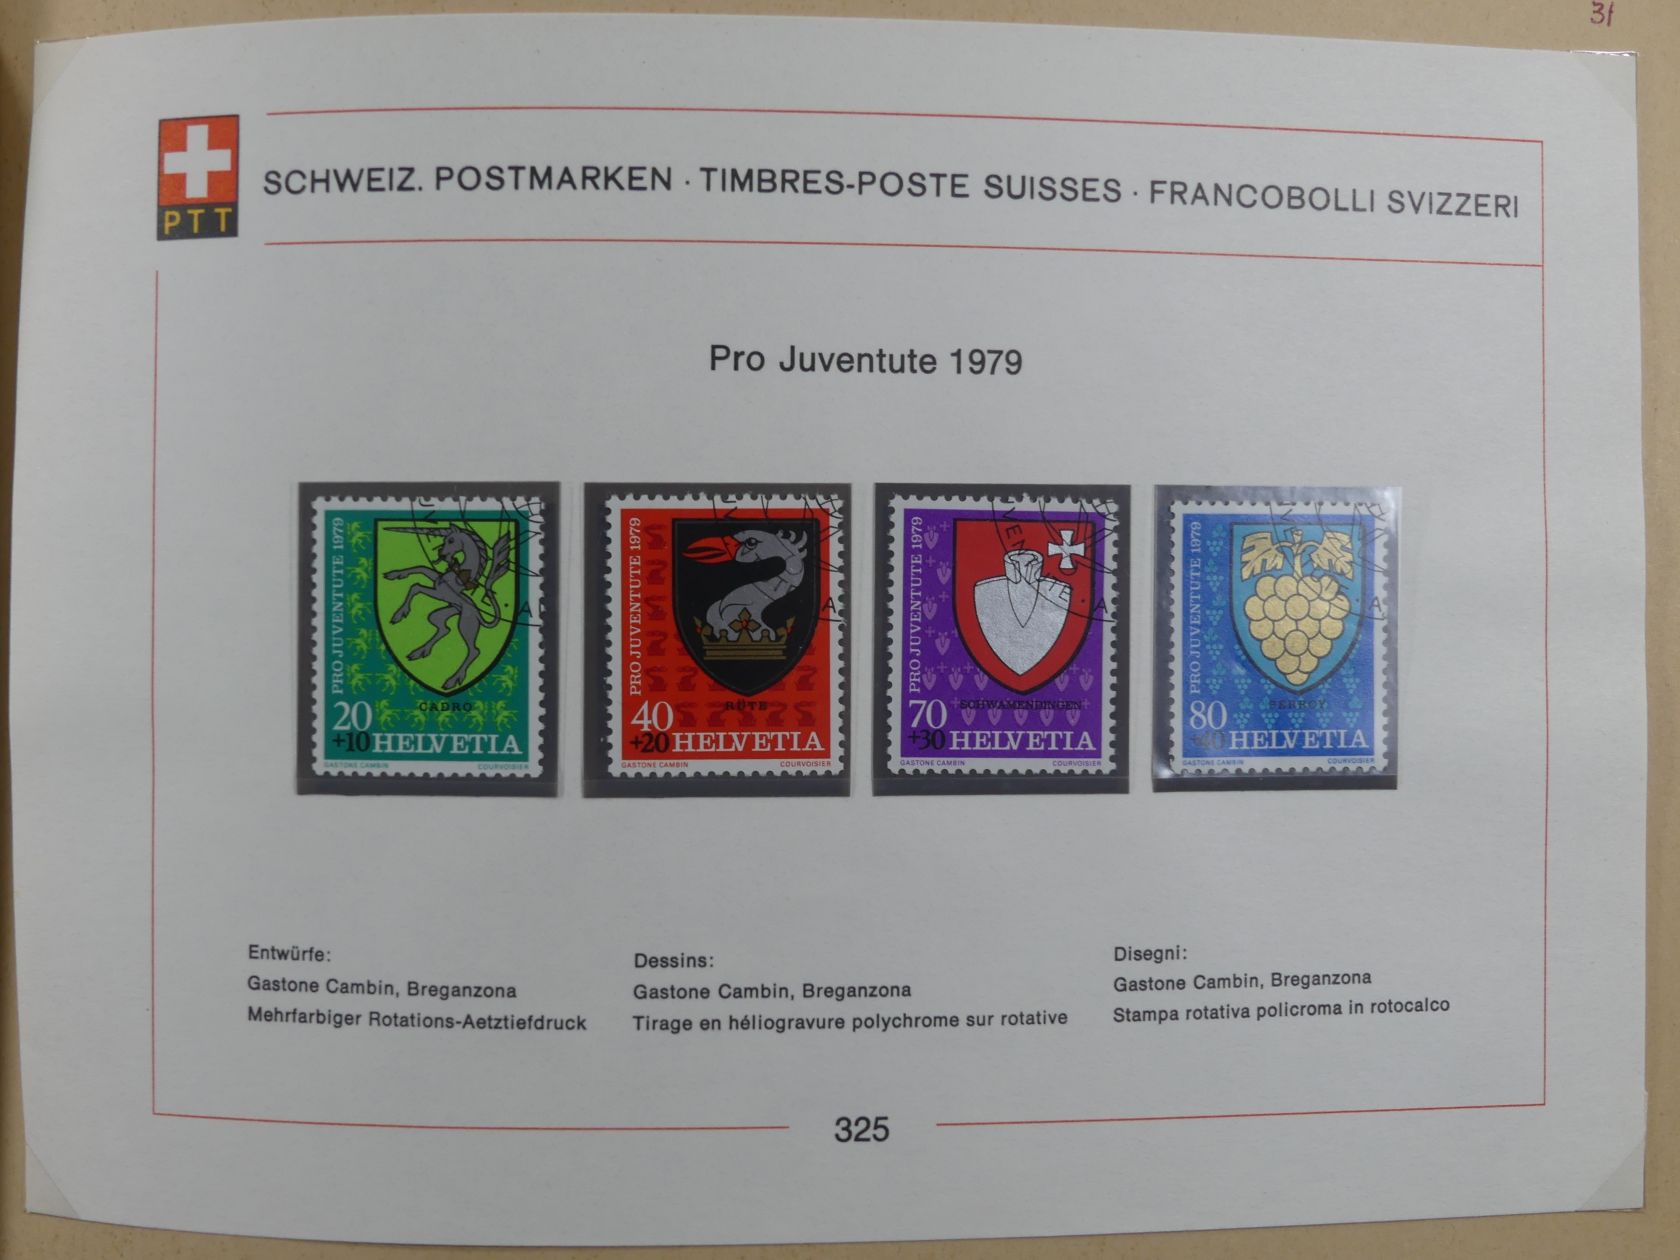 31
PTT
SCHWEIZ. POSTMARKEN · TIMBRES-POSTE SUISSES · FRANCOBOLLI SVIZZERI
Pro Juventute 1979
PRO JUVENTUTE 1979
CADRO
20
+10 HELVETIA
GASTONE CAMBIN COURVOISIER
PRO JUVENTUTE 1979
RÜTE
40
+20 HELVETIA
GASTONE CAMBIN COURVOISIER
PRO JUVENTUTE 1979
SCHWAMENDINGEN
70
+30 HELVETIA
GASTONE CAMBIN COURVOISIER
PRO JUVENTUTE 1979
PERROY
80
+40 HELVETIA
GASTONE CAMBIN COURVOISIER
Entwürfe:
Gastone Cambin, Breganzona
Mehrfarbiger Rotations-Aetztiefdruck
Dessins:
Gastone Cambin, Breganzona
Tirage en héliogravure polychrome sur rotative
Disegni:
Gastone Cambin, Breganzona
Stampa rotativa policroma in rotocalco
325